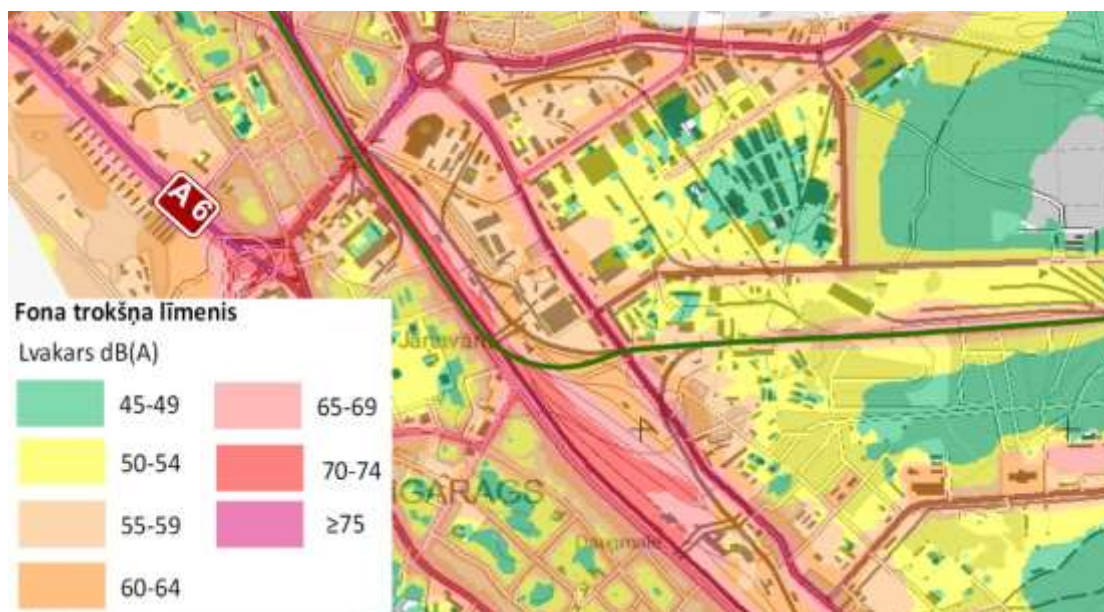 A 6
Fona trokšņa līmenis
Lvakars dB(A)
45-49
65-69
50-54
70-74
55-59
≥75
60-64
Daugmale